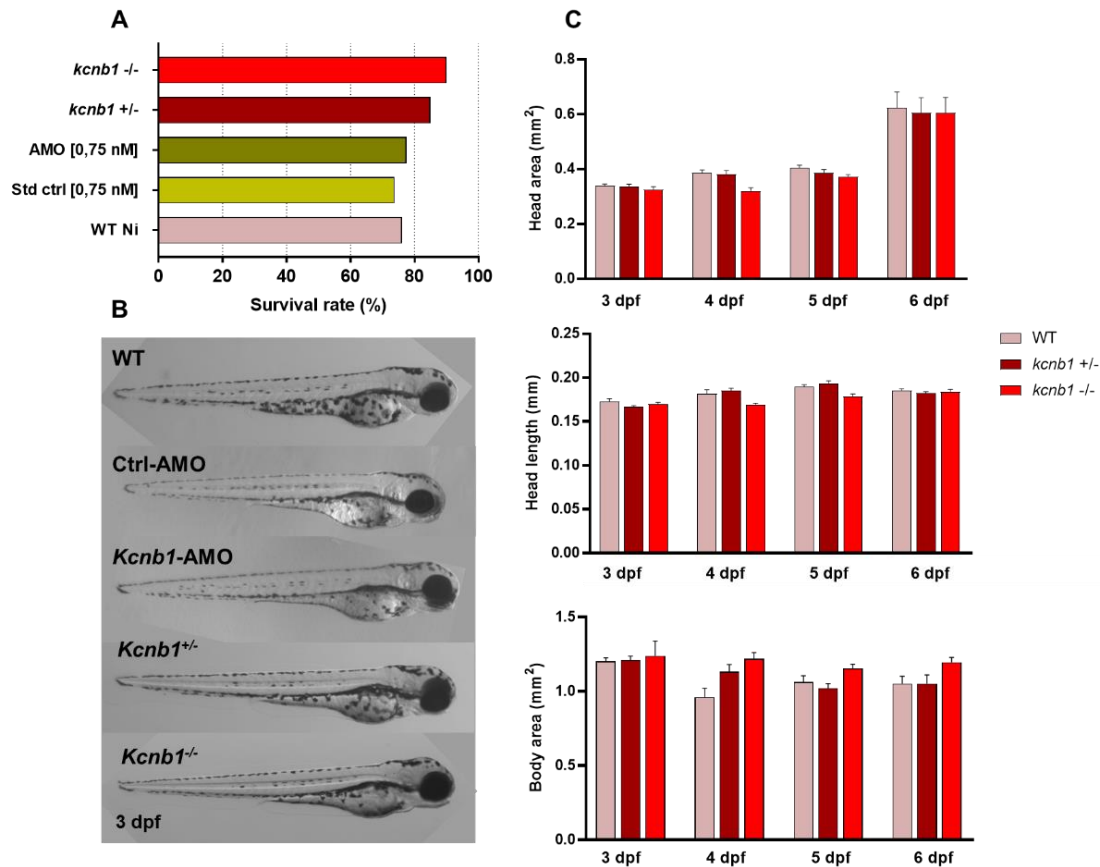 A
kcnb1 -/-
kcnb1 +/-
AMO [0,75 nM]
Std ctrl [0,75 nM]
WT Ni
0 20 40 60 80 100
Survival rate (%)
B
WT
Ctrl-AMO
Kcnb1-AMO
Kcnb1+/-
Kcnb1-/-
3 dpf
C
Head area (mm2)
0.8
0.6
0.4
0.2
0.0
3 dpf 4 dpf 5 dpf 6 dpf
Head length (mm)
0.25
0.20
0.15
0.10
0.05
0.00
3 dpf 4 dpf 5 dpf 6 dpf
WT
kcnb1 +/-
kcnb1 -/-
Body area (mm2)
1.5
1.0
0.5
0.0
3 dpf 4 dpf 5 dpf 6 dpf